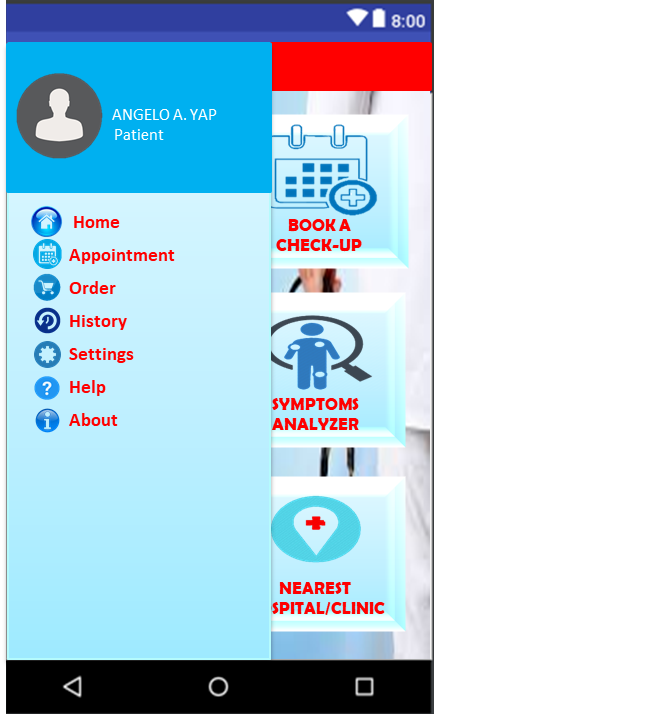 8:00
ANGELO A. YAP
Patient
Home
Appointment
Order
History
Settings
Help
About
BOOK A
CHECK-UP
SYMPTOMS
ANALYZER
NEAREST
SPITAL/CLINIC